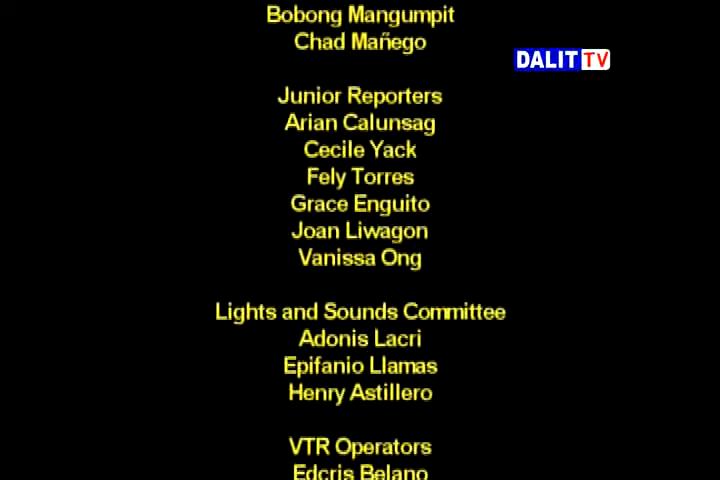 Bobong Mangumpit
Chad Mañego
DALIT TV
Junior Reporters
Arian Calunsag
Cecile Yack
Fely Torres
Grace Enguito
Joan Liwagon
Vanissa Ong
Lights and Sounds Committee
Adonis Lacri
Epifanio Llamas
Henry Astillero
VTR Operators
Edcris Belano